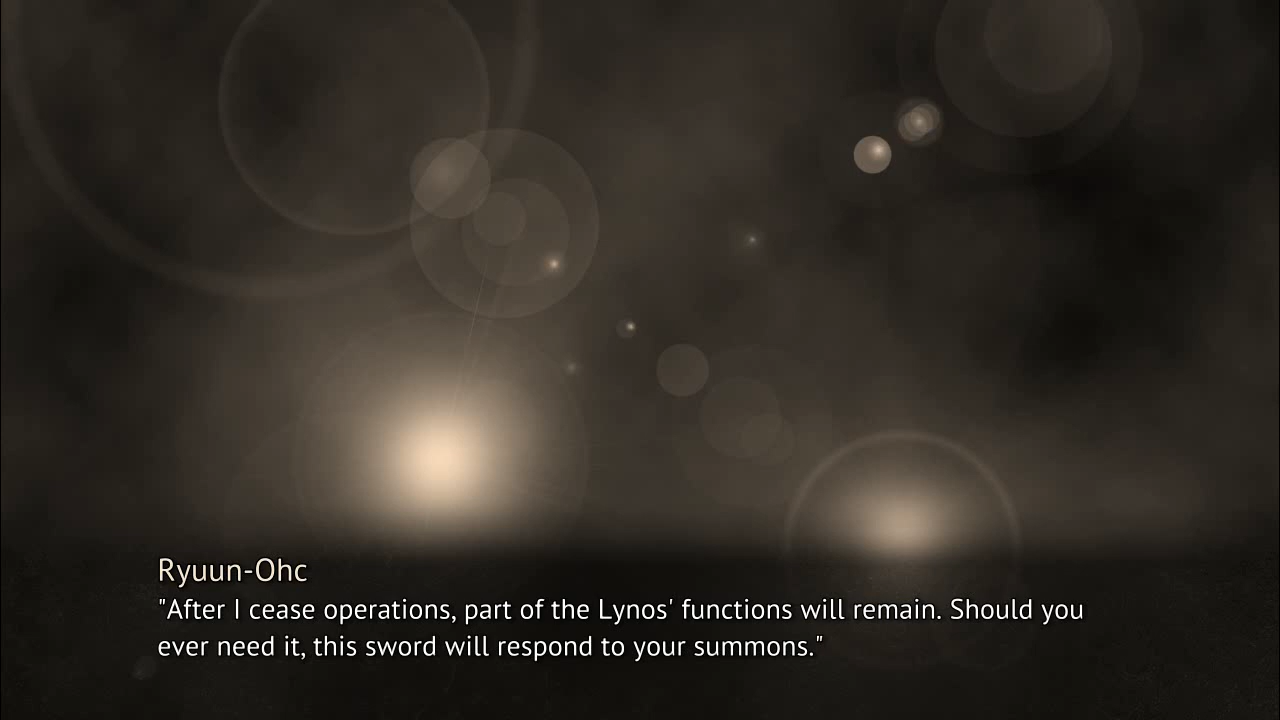 Ryuun-Ohc
"After I cease operations, part of the Lynos' functions will remain. Should you
ever need it, this sword will respond to your summons."